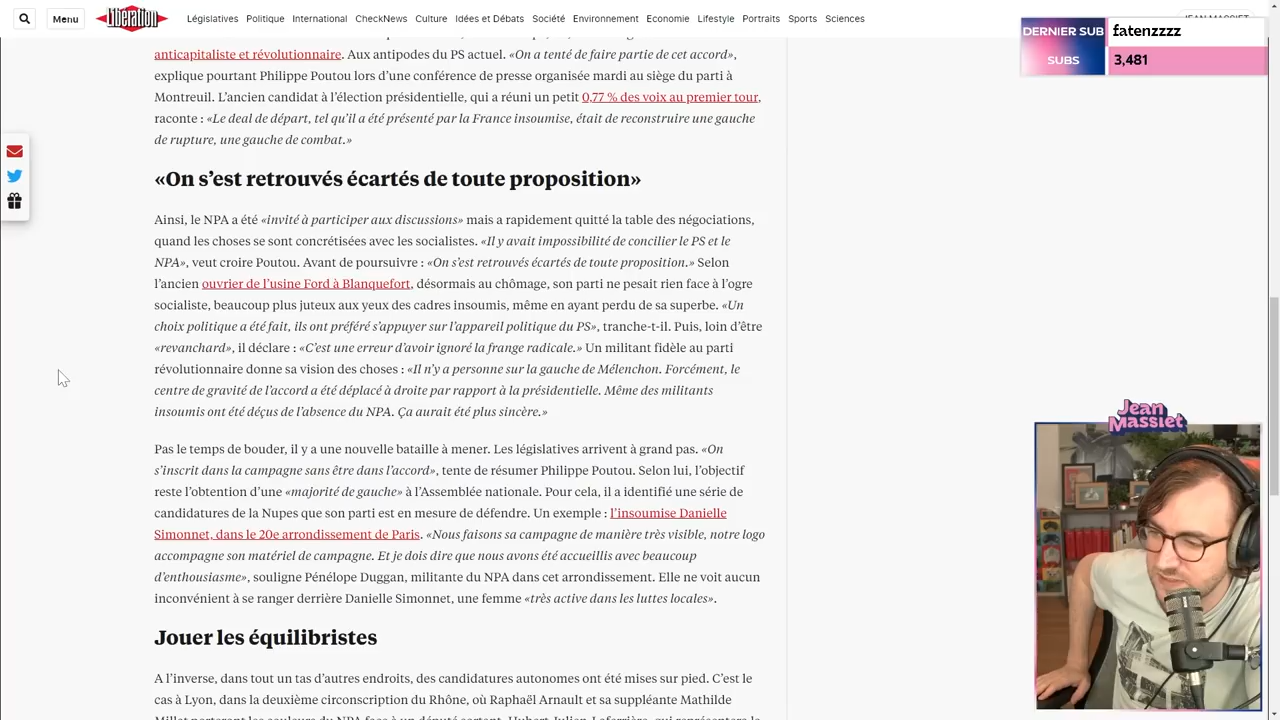 Menu
Libération
Législatives Politique International CheckNews Culture Idées et Débats Société Environnement Economie Lifestyle Portraits Sports Sciences
JEAN MASSIET
DERNIER SUB fatenzzzz
SUBS 3,481
anticapitaliste et révolutionnaire. Aux antipodes du PS actuel. «On a tenté de faire partie de cet accord»,
explique pourtant Philippe Poutou lors d’une conférence de presse organisée mardi au siège du parti à
Montreuil. L’ancien candidat à l’élection présidentielle, qui a réuni un petit 0,77 % des voix au premier tour,
raconte : «Le deal de départ, tel qu’il a été présenté par la France insoumise, était de reconstruire une gauche
de rupture, une gauche de combat.»
«On s’est retrouvés écartés de toute proposition»
Ainsi, le NPA a été «invité à participer aux discussions» mais a rapidement quitté la table des négociations,
quand les choses se sont concrétisées avec les socialistes. «Il y avait impossibilité de concilier le PS et le
NPA», veut croire Poutou. Avant de poursuivre : «On s’est retrouvés écartés de toute proposition.» Selon
l’ancien ouvrier de l’usine Ford à Blanquefort, désormais au chômage, son parti ne pesait rien face à l’ogre
socialiste, beaucoup plus juteux aux yeux des cadres insoumis, même en ayant perdu de sa superbe. «Un
choix politique a été fait, ils ont préféré s’appuyer sur l’appareil politique du PS», tranche-t-il. Puis, loin d’être
«revanchard», il déclare : «C’est une erreur d’avoir ignoré la frange radicale.» Un militant fidèle au parti
révolutionnaire donne sa vision des choses : «Il n’y a personne sur la gauche de Mélenchon. Forcément, le
centre de gravité de l’accord a été déplacé à droite par rapport à la présidentielle. Même des militants
insoumis ont été déçus de l’absence du NPA. Ça aurait été plus sincère.»
Pas le temps de bouder, il y a une nouvelle bataille à mener. Les législatives arrivent à grand pas. «On
s’inscrit dans la campagne sans être dans l’accord», tente de résumer Philippe Poutou. Selon lui, l’objectif
reste l’obtention d’une «majorité de gauche» à l’Assemblée nationale. Pour cela, il a identifié une série de
candidatures de la Nupes que son parti est en mesure de défendre. Un exemple : l’insoumise Danielle
Simonnet, dans le 20e arrondissement de Paris. «Nous faisons sa campagne de manière très visible, notre logo
accompagne son matériel de campagne. Et je dois dire que nous avons été accueillis avec beaucoup
d’enthousiasme», souligne Pénélope Duggan, militante du NPA dans cet arrondissement. Elle ne voit aucun
inconvénient à se ranger derrière Danielle Simonnet, une femme «très active dans les luttes locales».
Jouer les équilibristes
A l’inverse, dans tout un tas d’autres endroits, des candidatures autonomes ont été mises sur pied. C’est le
cas à Lyon, dans la deuxième circonscription du Rhône, où Raphaël Arnault et sa suppléante Mathilde
Jean
Massiet